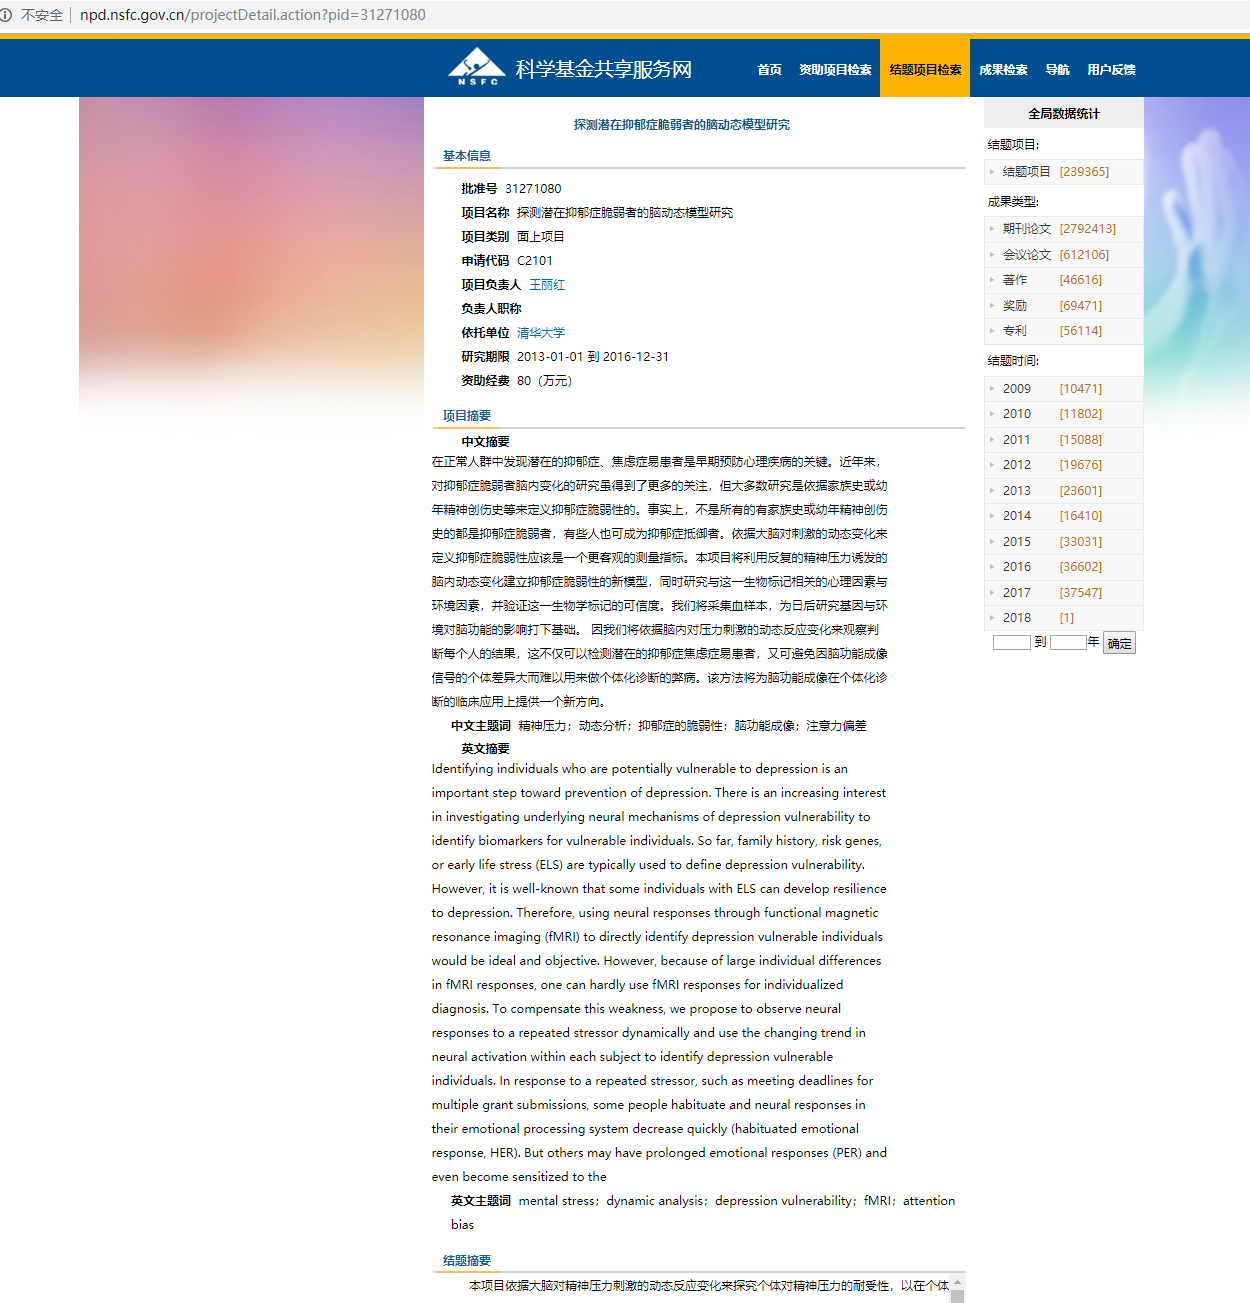 不安全 npd.nsfc.gov.cn/projectDetail.action?pid=31271080
NSFC 科学基金共享服务网 首页 资助项目检索 结题项目检索 成果检索 导航 用户反馈
探测潜在抑郁症脆弱者的脑动态模型研究
基本信息
批准号 31271080
项目名称 探测潜在抑郁症脆弱者的脑动态模型研究
项目类别 面上项目
申请代码 C2101
项目负责人 王丽红
负责人职称
依托单位 清华大学
研究期限 2013-01-01 到 2016-12-31
资助经费 80（万元）
项目摘要
中文摘要
在正常人群中发现潜在的抑郁症、焦虑症易患者是早期预防心理疾病的关键。近年来，
对抑郁症脆弱者脑内变化的研究虽得到了更多的关注，但大多数研究是依据家族史或幼
年精神创伤史等来定义抑郁症脆弱性的。事实上，不是所有的有家族史或幼年精神创伤
史的都是抑郁症脆弱者，有些人也可成为抑郁症抵御者。依据大脑对刺激的动态变化来
定义抑郁症脆弱性应该是一个更客观的测量指标。本项目将利用反复的精神压力诱发的
脑内动态变化建立抑郁症脆弱性的新模型，同时研究与这一生物标记相关的心理因素与
环境因素，并验证这一生物学标记的可信度。我们将采集血样本，为日后研究基因与环
境对脑功能的影响打下基础。 因我们将依据脑内对压力刺激的动态反应变化来观察判
断每个人的结果，这不仅可以检测潜在的抑郁症焦虑症易患者，又可避免因脑功能成像
信号的个体差异大而难以用来做个体化诊断的弊病。该方法将为脑功能成像在个体化诊
断的临床应用上提供一个新方向。
中文主题词 精神压力；动态分析；抑郁症的脆弱性；脑功能成像；注意力偏差
英文摘要
Identifying individuals who are potentially vulnerable to depression is an
important step toward prevention of depression. There is an increasing interest
in investigating underlying neural mechanisms of depression vulnerability to
identify biomarkers for vulnerable individuals. So far, family history, risk genes,
or early life stress (ELS) are typically used to define depression vulnerability.
However, it is well-known that some individuals with ELS can develop resilience
to depression. Therefore, using neural responses through functional magnetic
resonance imaging (fMRI) to directly identify depression vulnerable individuals
would be ideal and objective. However, because of large individual differences
in fMRI responses, one can hardly use fMRI responses for individualized
diagnosis. To compensate this weakness, we propose to observe neural
responses to a repeated stressor dynamically and use the changing trend in
neural activation within each subject to identify depression vulnerable
individuals. In response to a repeated stressor, such as meeting deadlines for
multiple grant submissions, some people habituate and neural responses in
their emotional processing system decrease quickly (habituated emotional
response, HER). But others may have prolonged emotional responses (PER) and
even become sensitized to the
英文主题词 mental stress；dynamic analysis；depression vulnerability；fMRI；attention
bias
结题摘要
本项目依据大脑对精神压力刺激的动态反应变化来探究个体对精神压力的耐受性，以在个体
全局数据统计
结题项目:
结题项目 [239365]
成果类型:
期刊论文 [2792413]
会议论文 [612106]
著作 [46616]
奖励 [69471]
专利 [56114]
结题时间:
2009 [10471]
2010 [11802]
2011 [15088]
2012 [19676]
2013 [23601]
2014 [16410]
2015 [33031]
2016 [36602]
2017 [37547]
2018 [1]
到 年 确定